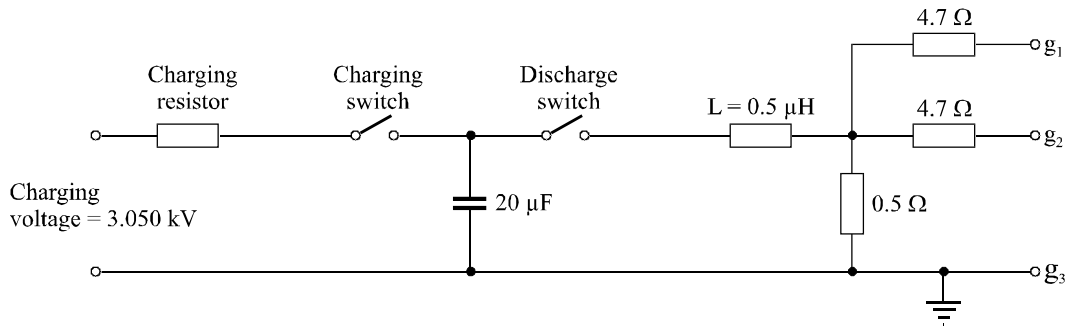 4.7 Ω
g₁
Charging
resistor
Charging
switch
Discharge
switch
L = 0.5 µH
4.7 Ω
g₂
Charging
voltage = 3.050 kV
20 µF
0.5 Ω
g₃